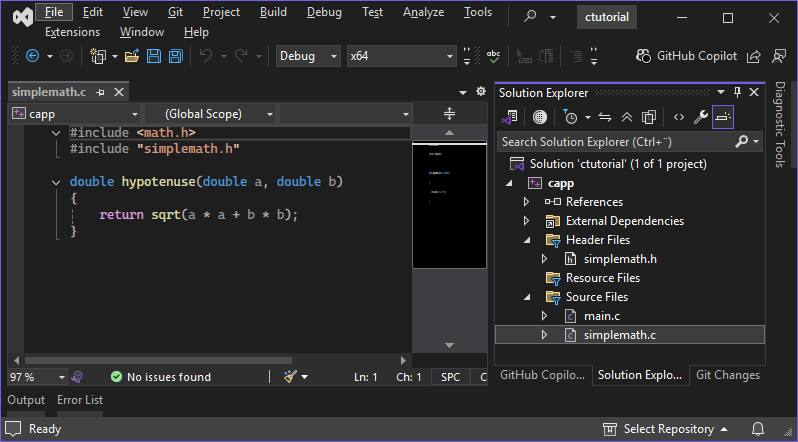 File Edit View Git Project Build Debug Test Analyze Tools
Extensions Window Help
ctutorial
Debug x64 abc GitHub Copilot
simplemath.c
capp (Global Scope)
#include <math.h>
#include "simplemath.h"
double hypotenuse(double a, double b)
{
return sqrt(a * a + b * b);
}
97 % No issues found Ln: 1 Ch: 1 SPC C
Solution Explorer
Search Solution Explorer (Ctrl+¨)
Solution 'ctutorial' (1 of 1 project)
capp
References
External Dependencies
Header Files
simplemath.h
Resource Files
Source Files
main.c
simplemath.c
GitHub Copilo... Solution Explo... Git Changes
Diagnostic Tools
Output Error List
Ready Select Repository